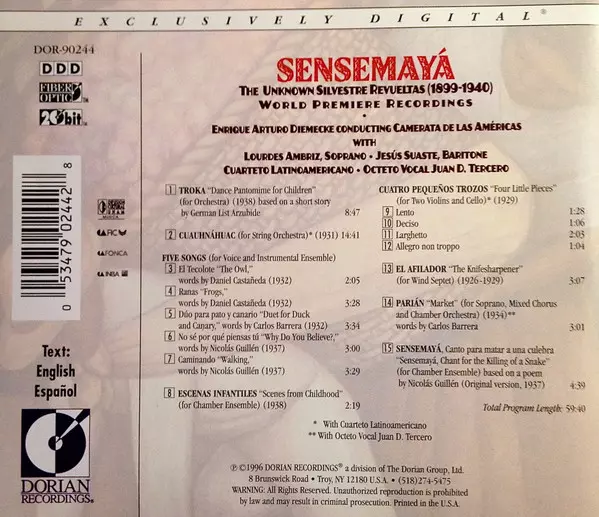 EXCLUSIVELY DIGITAL®
DOR-90244
DDD
FIBER OPTIC™
20 bit™
8
0 53479 02442
CNCA
FONCA
INBA
Text:
English
Español
DORIAN
RECORDINGS®
SENSEMAYÁ
THE UNKNOWN SILVESTRE REVUELTAS (1899-1940)
WORLD PREMIERE RECORDINGS
•
ENRIQUE ARTURO DIEMECKE CONDUCTING CAMERATA DE LAS AMÉRICAS
WITH
LOURDES AMBRIZ, SOPRANO • JESÚS SUASTE, BARITONE
CUARTETO LATINOAMERICANO • OCTETO VOCAL JUAN D. TERCERO
1 TROKA "Dance Pantomime for Children"
(for Orchestra) (1938) based on a short story
by German List Arzubide 8:47
2 CUAUHNÁHUAC (for String Orchestra)* (1931) 14:41
FIVE SONGS (for Voice and Instrumental Ensemble)
3 El Tecolote "The Owl,"
words by Daniel Castañeda (1932) 2:05
4 Ranas "Frogs,"
words by Daniel Castañeda (1932) 3:28
5 Dúo para pato y canario "Duet for Duck
and Canary," words by Carlos Barrera (1932) 3:34
6 No sé por qué piensas tú "Why Do You Believe?,"
words by Nicolás Guillén (1937) 3:00
7 Caminando "Walking,"
words by Nicolás Guillén (1937) 3:29
8 ESCENAS INFANTILES "Scenes from Childhood"
(for Chamber Ensemble) (1938) 2:19
CUATRO PEQUEÑOS TROZOS "Four Little Pieces"
(for Two Violins and Cello)* (1929)
9 Lento 1:28
10 Deciso 1:06
11 Larghetto 2:03
12 Allegro non troppo 1:04
13 EL AFILADOR "The Knifesharpener"
(for Wind Septet) (1926-1929) 3:07
14 PARIÁN "Market" (for Soprano, Mixed Chorus
and Chamber Orchestra) (1934)**
words by Carlos Barrera 3:01
15 SENSEMAYÁ, Canto para matar a una culebra
"Sensemayá, Chant for the Killing of a Snake"
(for Chamber Ensemble) based on a poem
by Nicolás Guillén (Original version, 1937) 4:39
Total Program Length: 59:40
* With Cuarteto Latinoamericano
** With Octeto Vocal Juan D. Tercero
℗©1996 DORIAN RECORDINGS® a division of The Dorian Group, Ltd.
8 Brunswick Road • Troy, NY 12180 U.S.A. • (518)274-5475
WARNING: All Rights Reserved. Unauthorized reproduction is prohibited
by law and may result in criminal prosecution. Printed in the U.S.A.